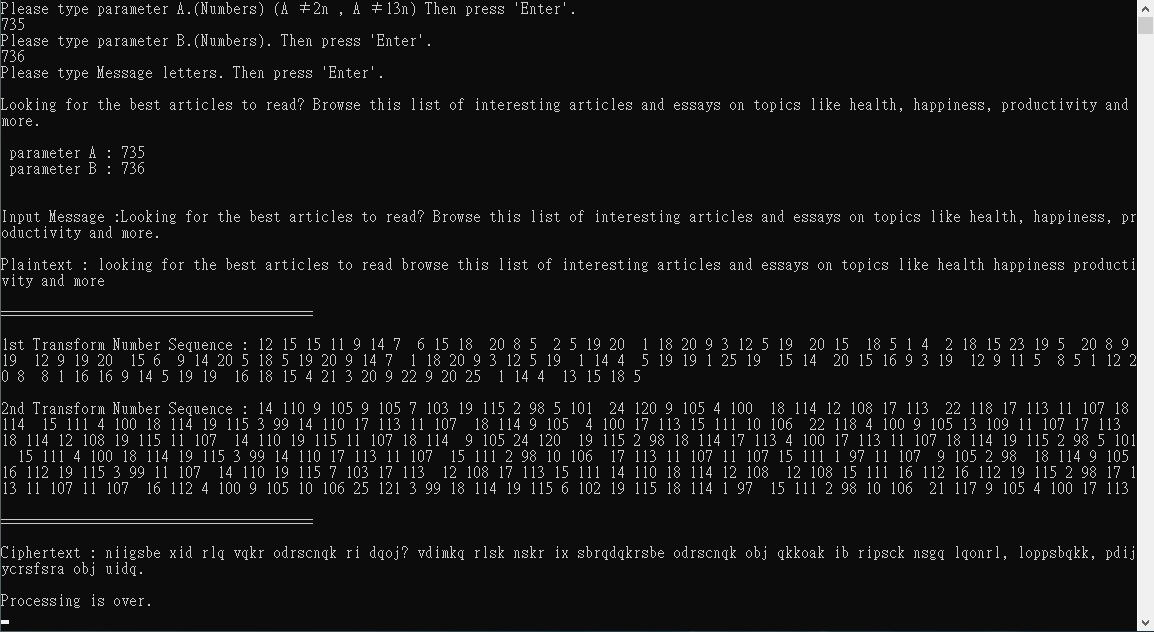 Please type parameter A.(Numbers) (A ≠2n , A ≠13n) Then press 'Enter'.
735
Please type parameter B.(Numbers). Then press 'Enter'.
736
Please type Message letters. Then press 'Enter'.
Looking for the best articles to read? Browse this list of interesting articles and essays on topics like health, happiness, productivity and
more.
parameter A : 735
parameter B : 736
Input Message :Looking for the best articles to read? Browse this list of interesting articles and essays on topics like health, happiness, pr
oductivity and more.
Plaintext : looking for the best articles to read browse this list of interesting articles and essays on topics like health happiness producti
vity and more
1st Transform Number Sequence : 12 15 15 11 9 14 7  6 15 18  20 8 5  2 5 19 20  1 18 20 9 3 12 5 19  20 15  18 5 1 4  2 18 15 23 19 5  20 8 9
19  12 9 19 20  15 6  9 14 20 5 18 5 19 20 9 14 7  1 18 20 9 3 12 5 19  1 14 4  5 19 19 1 25 19  15 14  20 15 16 9 3 19  12 9 11 5  8 5 1 12 2
0 8  8 1 16 16 9 14 5 19 19  16 18 15 4 21 3 20 9 22 9 20 25  1 14 4  13 15 18 5
2nd Transform Number Sequence : 14 110 9 105 9 105 7 103 19 115 2 98 5 101  24 120 9 105 4 100  18 114 12 108 17 113  22 118 17 113 11 107 18
114  15 111 4 100 18 114 19 115 3 99 14 110 17 113 11 107  18 114 9 105  4 100 17 113 15 111 10 106  22 118 4 100 9 105 13 109 11 107 17 113
18 114 12 108 19 115 11 107  14 110 19 115 11 107 18 114  9 105 24 120  19 115 2 98 18 114 17 113 4 100 17 113 11 107 18 114 19 115 2 98 5 101
15 111 4 100 18 114 19 115 3 99 14 110 17 113 11 107  15 111 2 98 10 106  17 113 11 107 11 107 15 111 1 97 11 107  9 105 2 98  18 114 9 105
16 112 19 115 3 99 11 107  14 110 19 115 7 103 17 113  12 108 17 113 15 111 14 110 18 114 12 108  12 108 15 111 16 112 16 112 19 115 2 98 17 1
13 11 107 11 107  16 112 4 100 9 105 10 106 25 121 3 99 18 114 19 115 6 102 19 115 18 114 1 97  15 111 2 98 10 106  21 117 9 105 4 100 17 113
Ciphertext : niigsbe xid rlq vqkr odrscnqk ri dqoj? vdimkq rlsk nskr ix sbrqdqkrsbe odrscnqk obj qkkoak ib ripsck nsgq lqonrl, loppsbqkk, pdij
ycrsfsra obj uidq.
Processing is over.